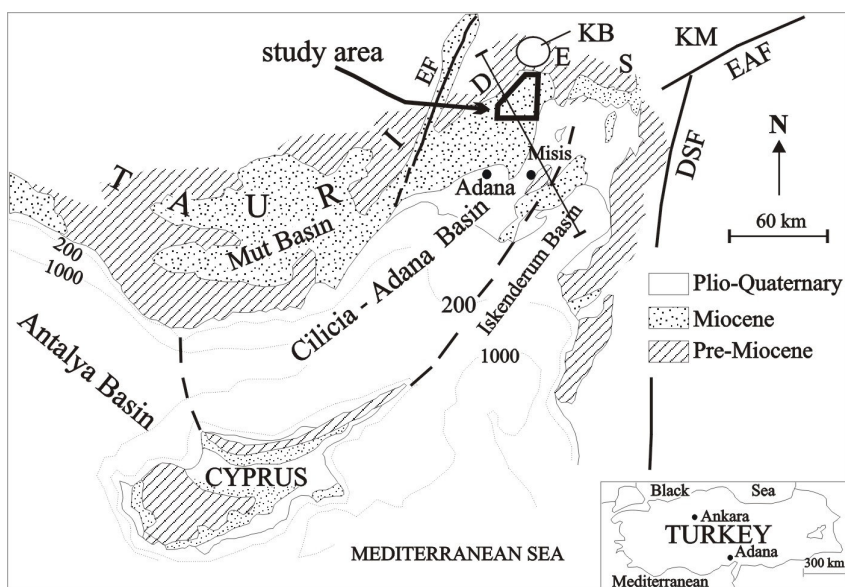 KB
KM
study area
EF
E
S
EAF
D
DSF
N
I
Misis
T
A
U
R
Adana
60 km
Mut Basin
200
1000
Cilicia - Adana Basin
Iskenderum Basin
200
1000
Plio-Quaternary
Miocene
Pre-Miocene
Antalya Basin
CYPRUS
MEDITERRANEAN SEA
Black Sea
Ankara
TURKEY
Adana
300 km
Mediterranean